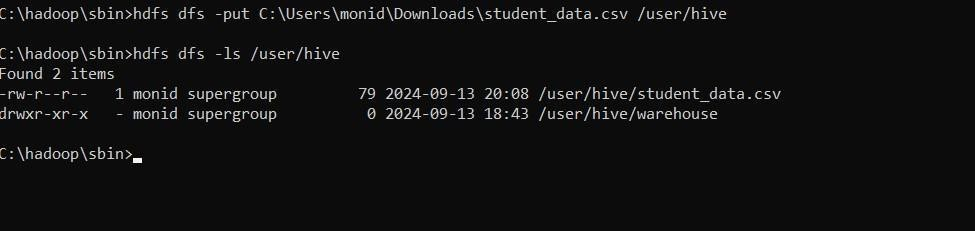 C:\hadoop\sbin>hdfs dfs -put C:\Users\monid\Downloads\student_data.csv /user/hive
C:\hadoop\sbin>hdfs dfs -ls /user/hive
Found 2 items
-rw-r--r--   1 monid supergroup         79 2024-09-13 20:08 /user/hive/student_data.csv
drwxr-xr-x   - monid supergroup          0 2024-09-13 18:43 /user/hive/warehouse
C:\hadoop\sbin>